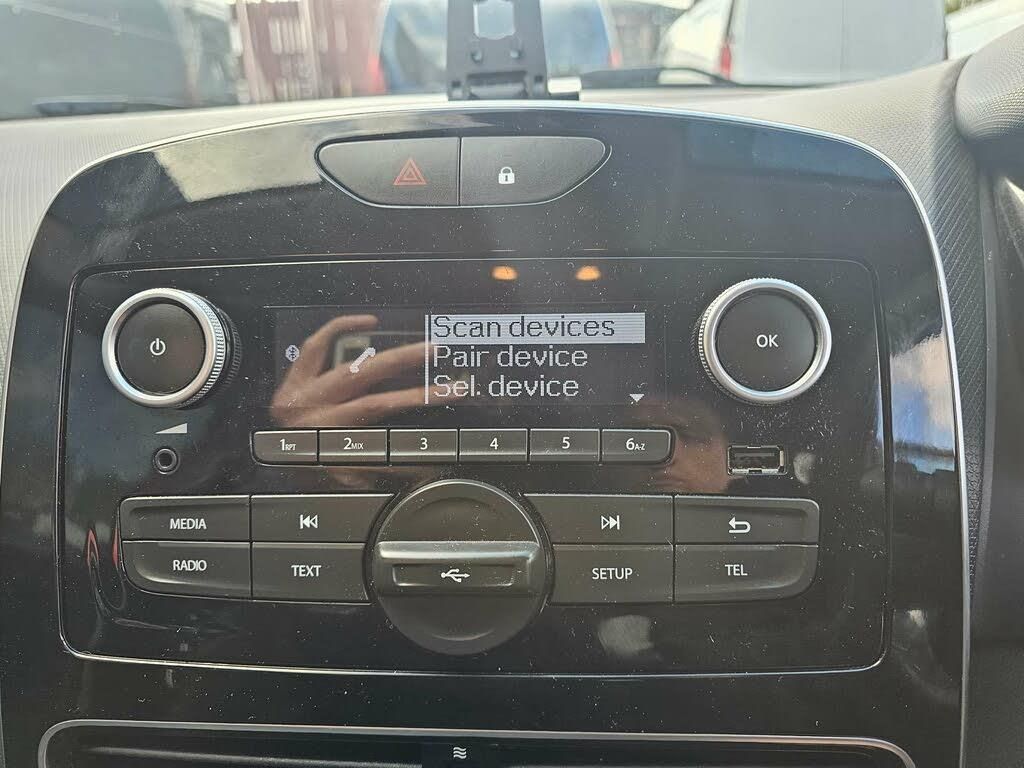 Scan devices
Pair device
Sel. device
OK
1RPT 2MIX 3 4 5 6A-Z
MEDIA
RADIO TEXT SETUP TEL